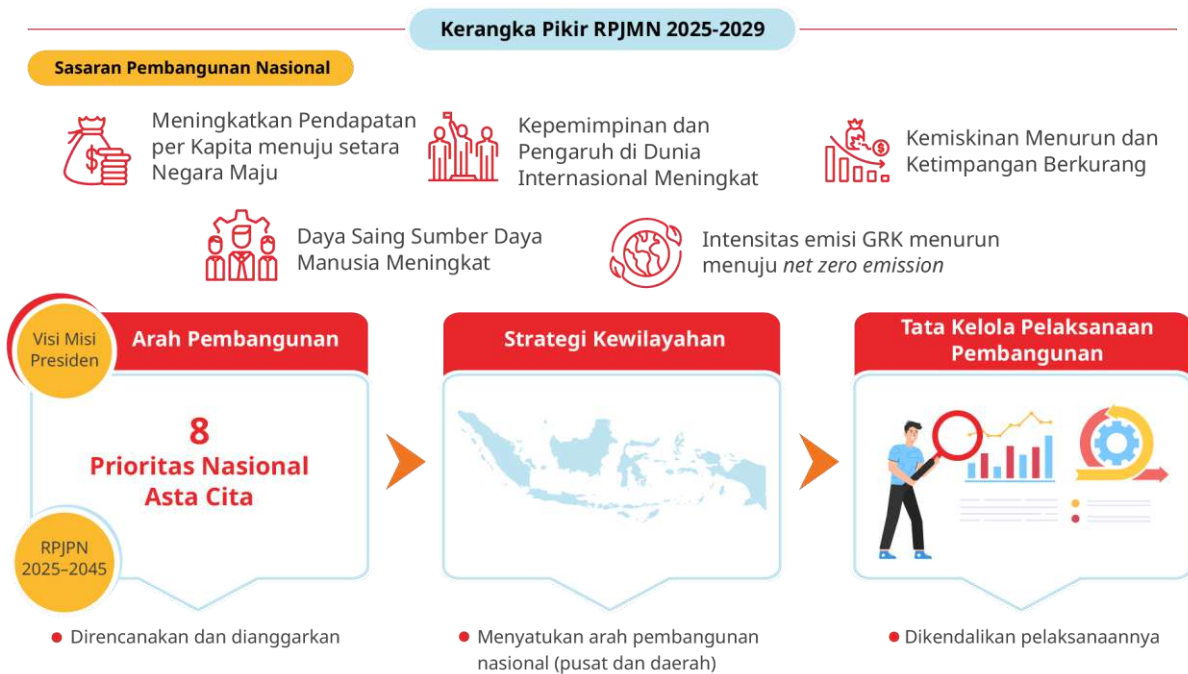 Kerangka Pikir RPJMN 2025-2029
Sasaran Pembangunan Nasional
Meningkatkan Pendapatan
per Kapita menuju setara
Negara Maju
Kepemimpinan dan
Pengaruh di Dunia
Internasional Meningkat
Kemiskinan Menurun dan
Ketimpangan Berkurang
Daya Saing Sumber Daya
Manusia Meningkat
Intensitas emisi GRK menurun
menuju net zero emission
Visi Misi
Presiden
Arah Pembangunan
8
Prioritas Nasional
Asta Cita
RPJPN
2025–2045
Direncanakan dan dianggarkan
Strategi Kewilayahan
Menyatukan arah pembangunan
nasional (pusat dan daerah)
Tata Kelola Pelaksanaan
Pembangunan
Dikendalikan pelaksanaannya